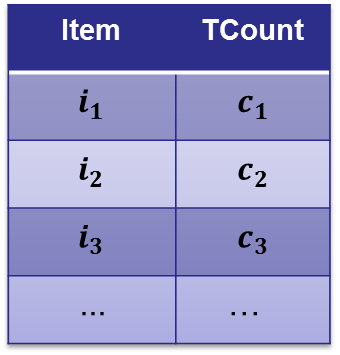 Item TCount
i₁ c₁
i₂ c₂
i₃ c₃
... ...